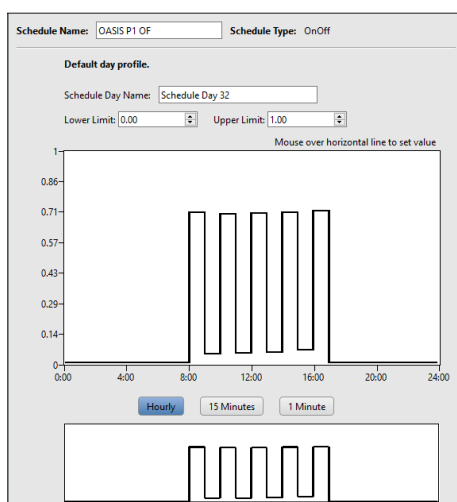 Schedule Name: OASIS P1 OF Schedule Type: OnOff
Default day profile.
Schedule Day Name: Schedule Day 32
Lower Limit: 0.00 Upper Limit: 1.00
Mouse over horizontal line to set value
1
0.86
0.71
0.57
0.43
0.29
0.14
0
0:00 4:00 8:00 12:00 16:00 20:00 24:00
Hourly 15 Minutes 1 Minute